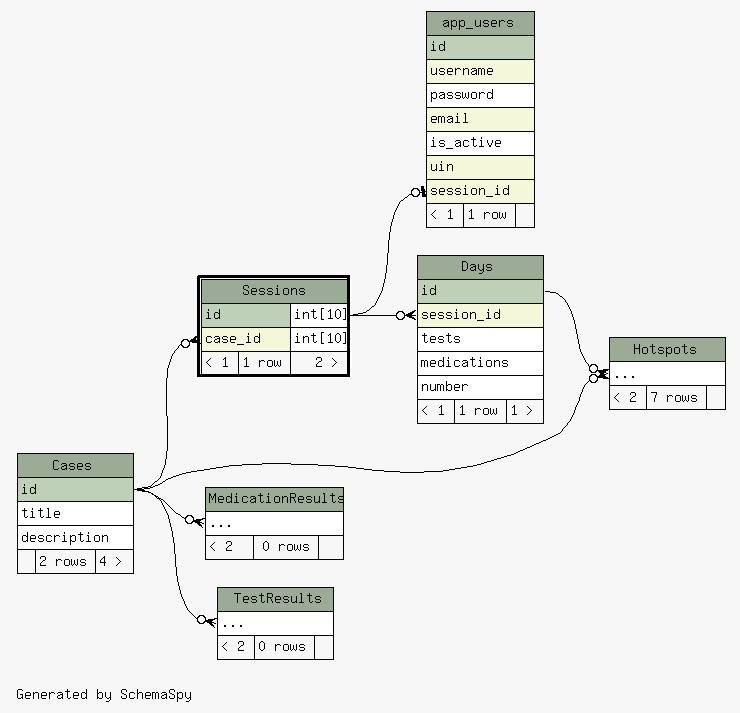 app_users
id
username
password
email
is_active
uin
session_id
< 1 1 row
Days
id
session_id
tests
medications
number
< 1 1 row 1 >
Sessions
id int[10]
case_id int[10]
< 1 1 row 2 >
Hotspots
...
< 2 7 rows
Cases
id
title
description
2 rows 4 >
MedicationResults
...
< 2 0 rows
TestResults
...
< 2 0 rows
Generated by SchemaSpy